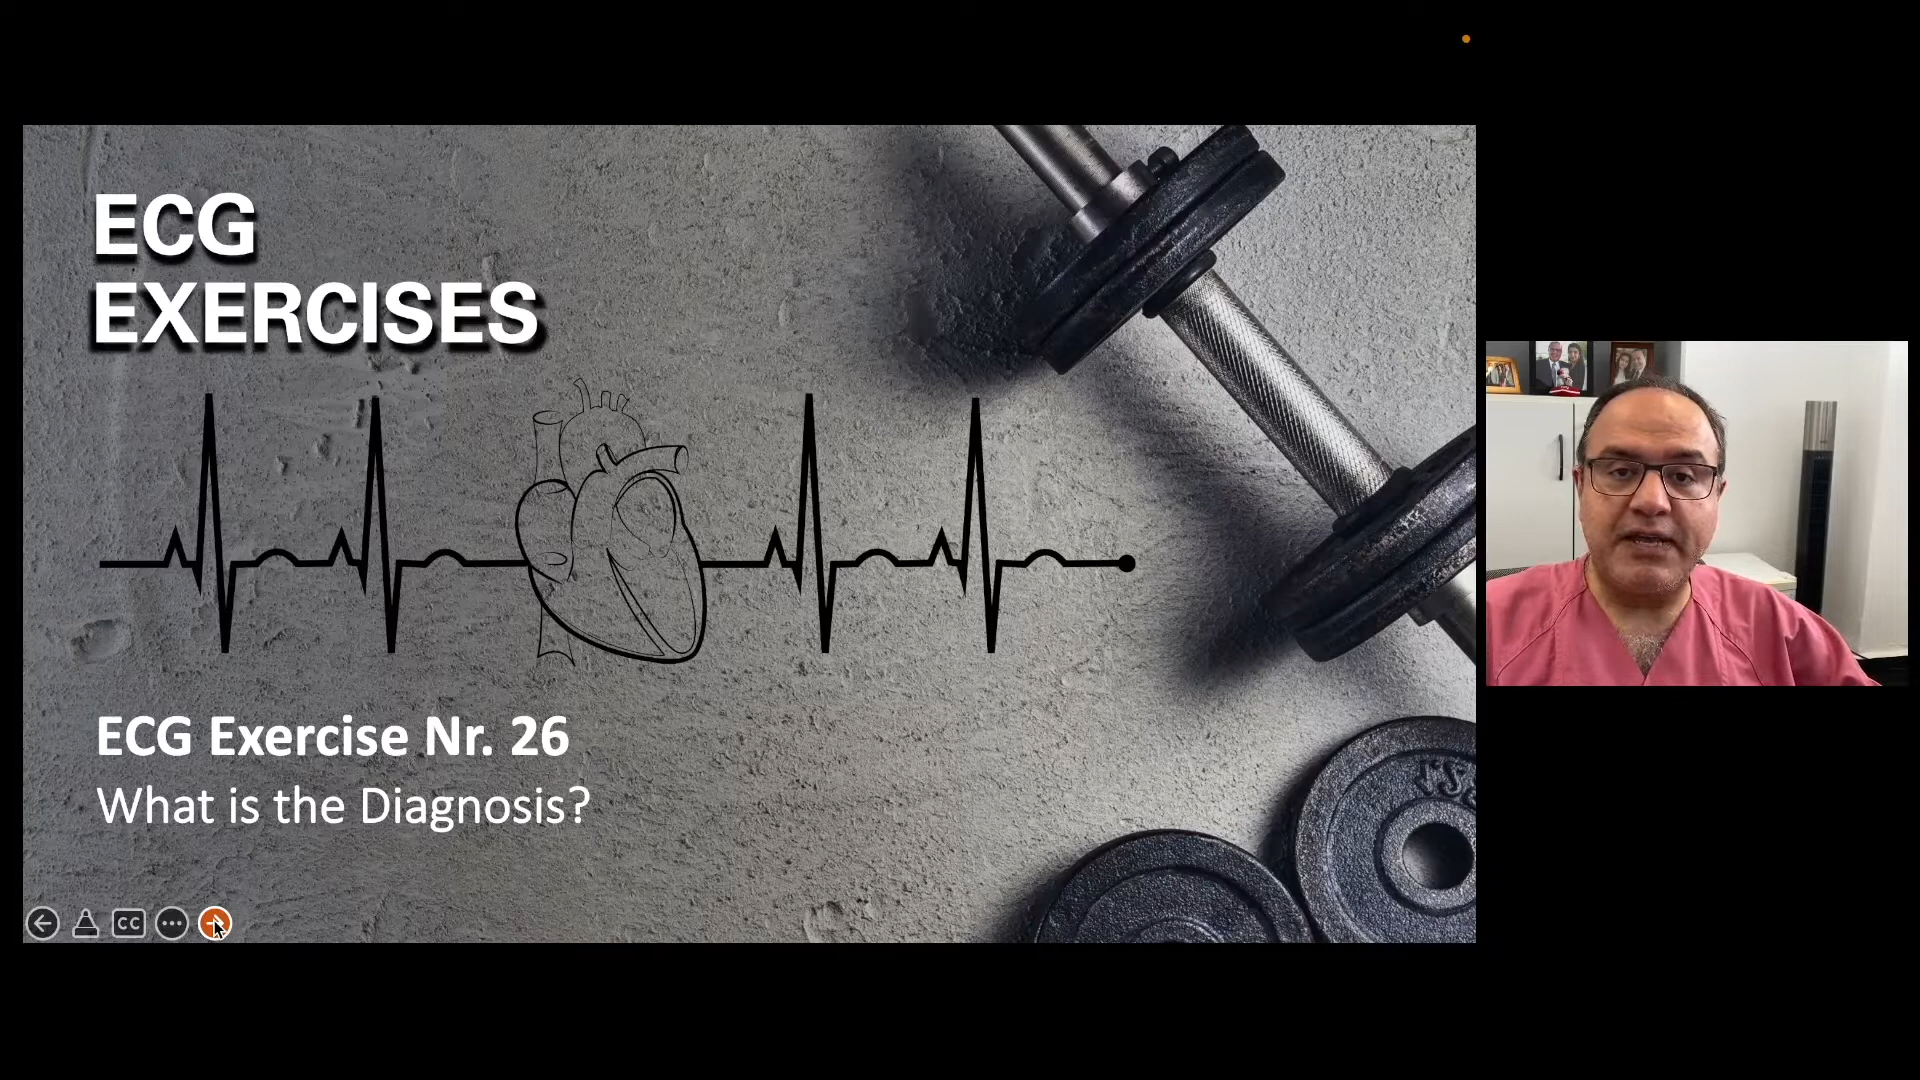 ECG
EXERCISES
ECG Exercise Nr. 26
What is the Diagnosis?
CC